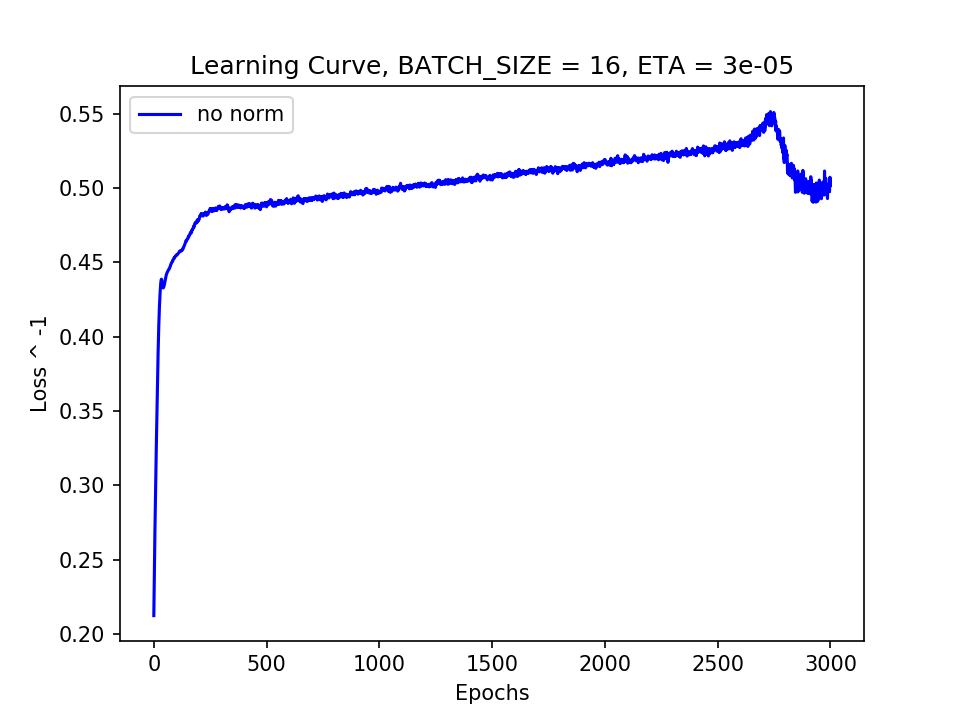 Learning Curve, BATCH_SIZE = 16, ETA = 3e-05
no norm
Loss ^ -1
0.55
0.50
0.45
0.40
0.35
0.30
0.25
0.20
0 500 1000 1500 2000 2500 3000
Epochs